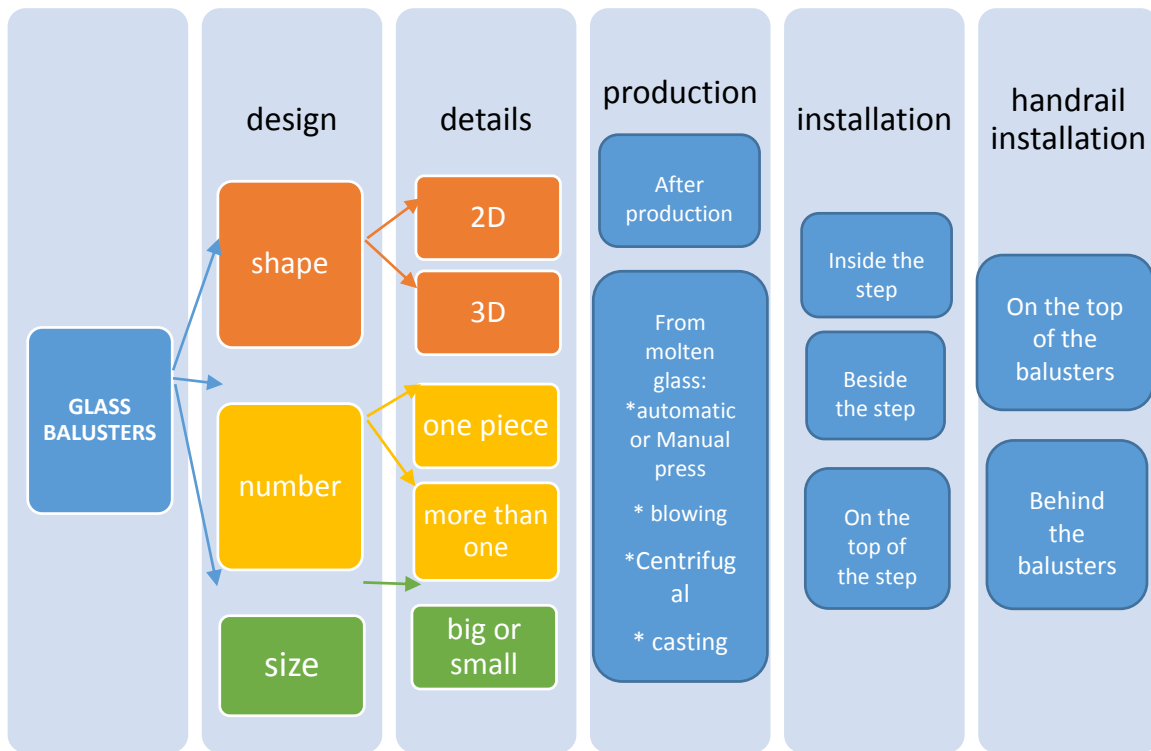 GLASS
BALUSTERS
design
shape
number
size
details
2D
3D
one piece
more than
one
big or
small
production
After
production
From
molten
glass:
*automatic
or Manual
press
* blowing
*Centrifug
al
* casting
installation
Inside the
step
Beside
the step
On the
top of
the step
handrail
installation
On the top
of the
balusters
Behind
the
balusters